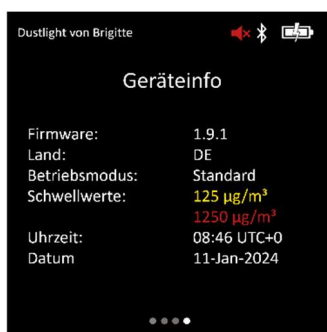 Dustlight von Brigitte
Geräteinfo
Firmware: 1.9.1
Land: DE
Betriebsmodus: Standard
Schwellwerte: 125 µg/m³
1250 µg/m³
Uhrzeit: 08:46 UTC+0
Datum 11-Jan-2024